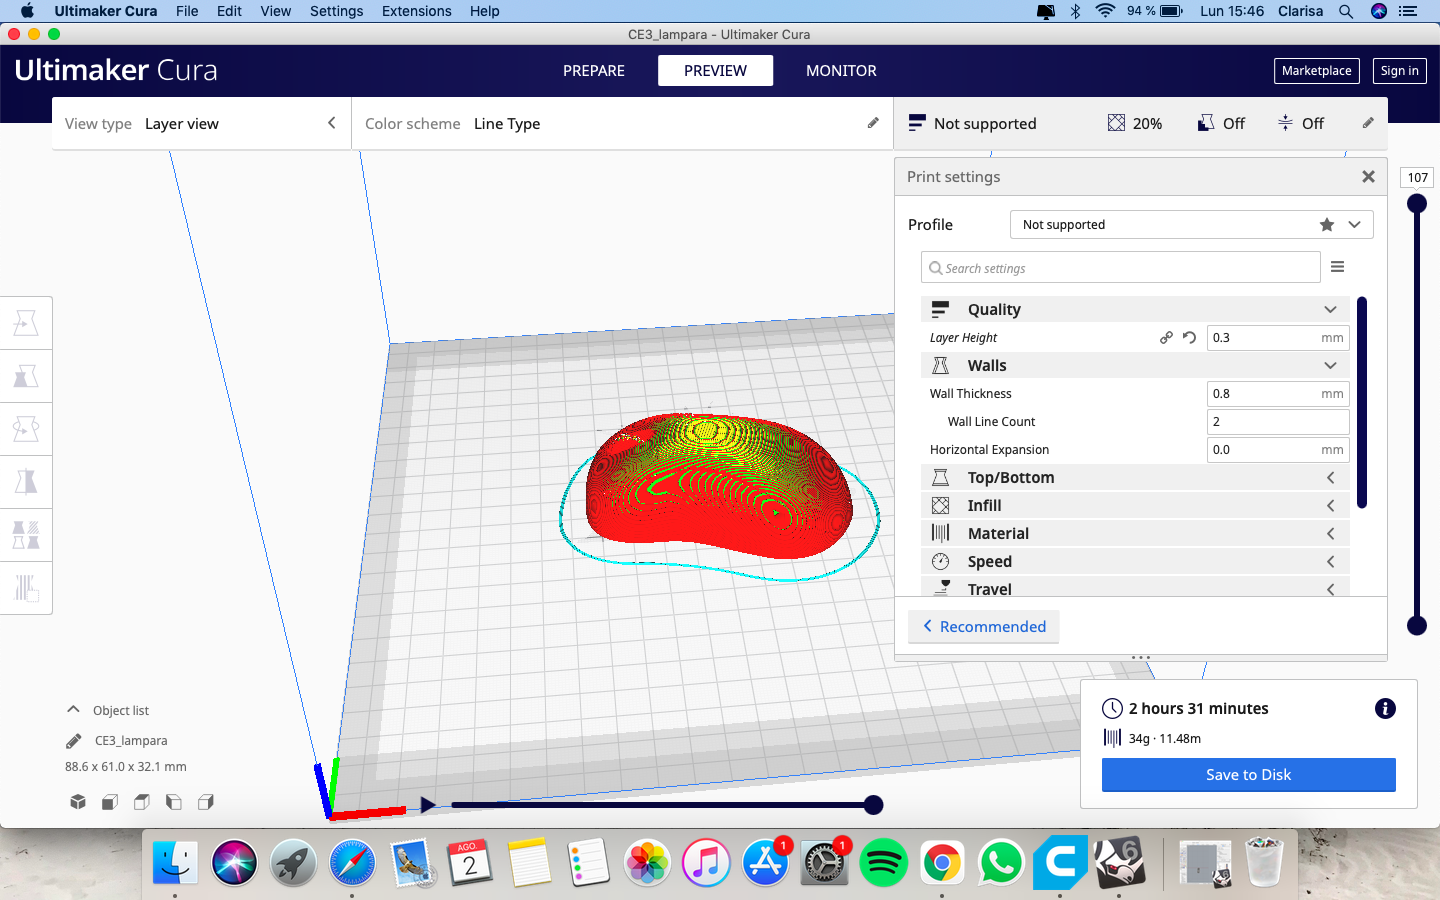 Ultimaker Cura File Edit View Settings Extensions Help 94 % Lun 15:46 Clarisa
CE3_lampara - Ultimaker Cura
Ultimaker Cura PREPARE PREVIEW MONITOR Marketplace Sign in
View type Layer view Color scheme Line Type Not supported 20% Off Off
Print settings
107
Profile Not supported
Search settings
Quality
Layer Height 0.3 mm
Walls
Wall Thickness 0.8 mm
Wall Line Count 2
Horizontal Expansion 0.0 mm
Top/Bottom
Infill
Material
Speed
Travel
Recommended
Object list
CE3_lampara
88.6 x 61.0 x 32.1 mm
2 hours 31 minutes
34g · 11.48m
Save to Disk
AGO.
2
1
1
6